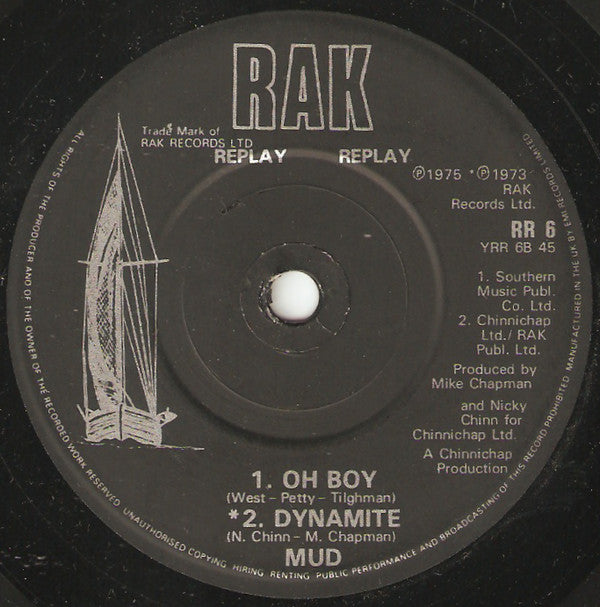 RAK
Trade Mark of
RAK RECORDS LTD
REPLAY REPLAY
℗1975 *℗1973
RAK
Records Ltd.
RR 6
YRR 6B 45
1. Southern
Music Publ.
Co. Ltd.
2. Chinnichap
Ltd./ RAK
Publ. Ltd.
Produced by
Mike Chapman
and Nicky
Chinn for
Chinnichap Ltd.
A Chinnichap
Production
1. OH BOY
(West – Petty – Tilghman)
*2. DYNAMITE
(N. Chinn – M. Chapman)
MUD
ALL RIGHTS OF THE PRODUCER AND OF THE OWNER OF THE RECORDED WORK RESERVED. UNAUTHORISED COPYING, HIRING, RENTING, PUBLIC PERFORMANCE AND BROADCASTING OF THIS RECORD PROHIBITED. MANUFACTURED IN THE UK BY EMI RECORDS LIMITED